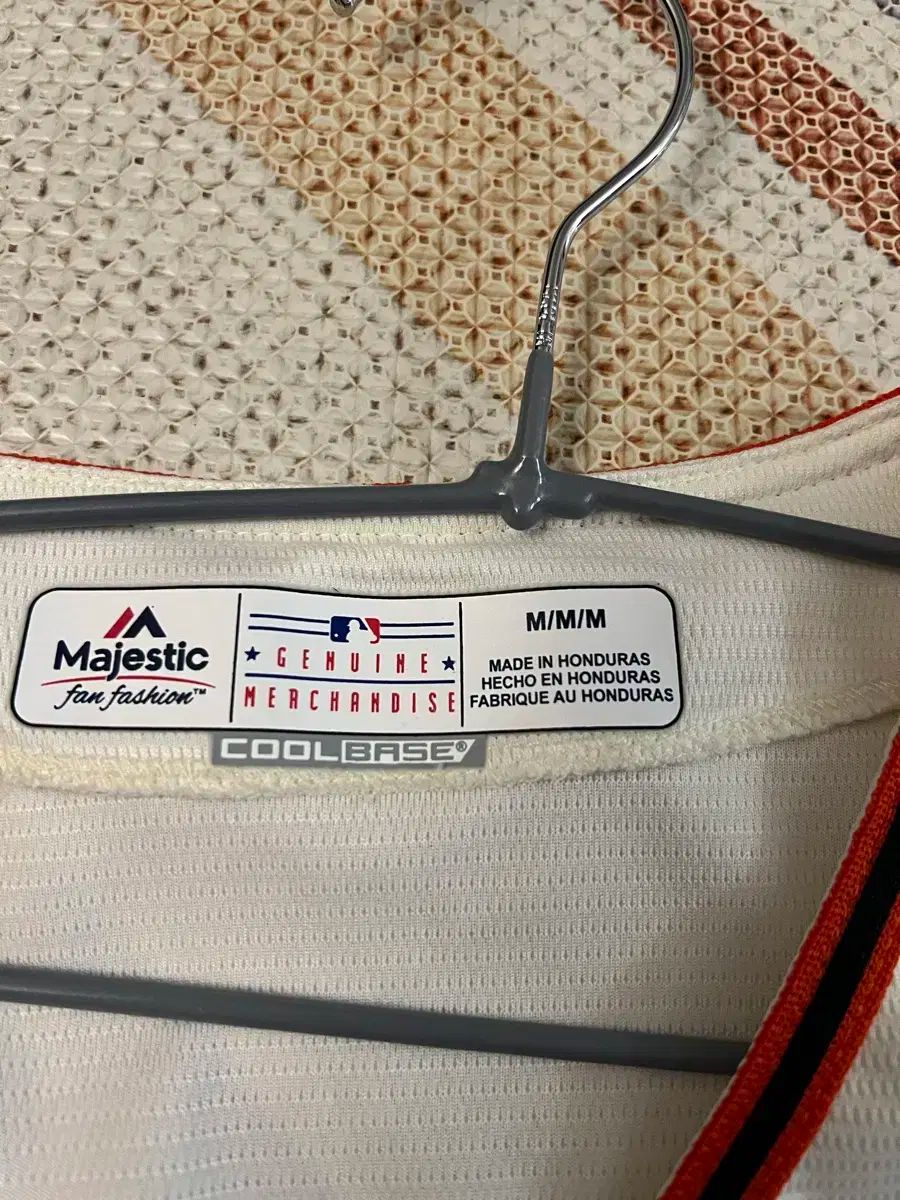 Majestic
fan fashion™
★ GENUINE ★
MERCHANDISE
M/M/M
MADE IN HONDURAS
HECHO EN HONDURAS
FABRIQUE AU HONDURAS
COOLBASE®